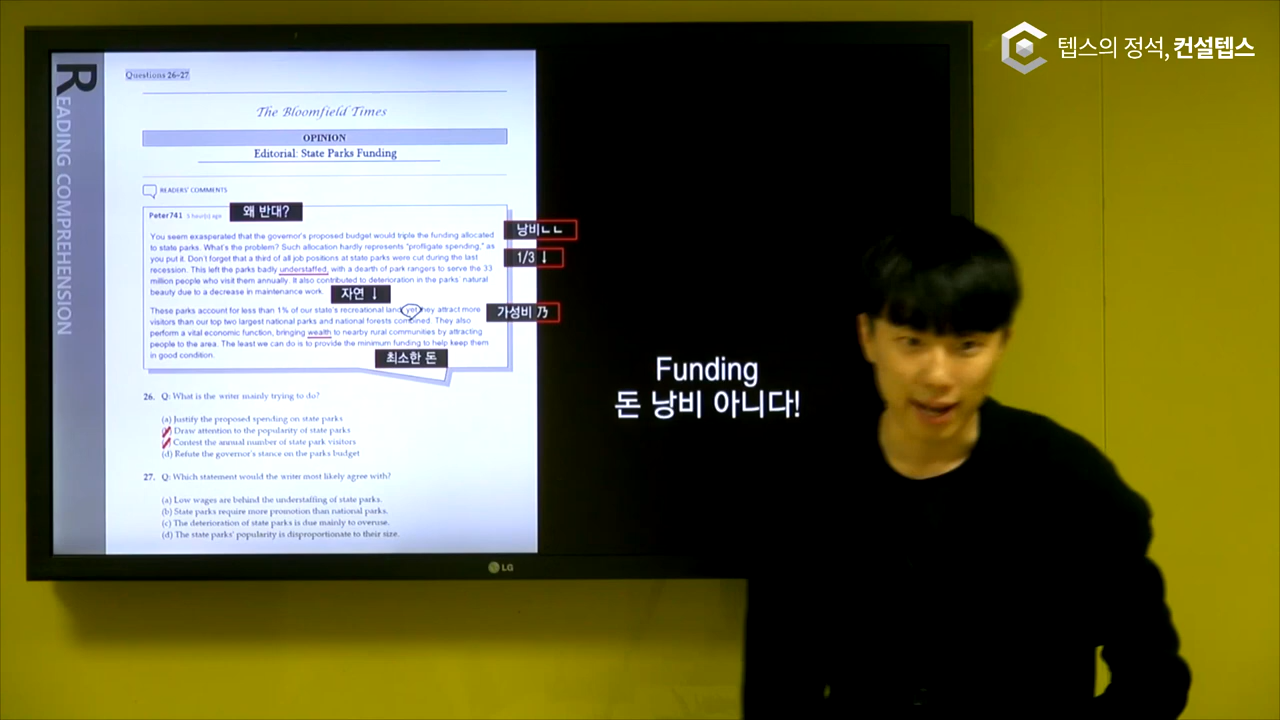 텝스의 정석, 컨설텝스
READING COMPREHENSION
Questions 26-27
The Bloomfield Times
OPINION
Editorial: State Parks Funding
READERS' COMMENTS
Peter741 5 hour(s) ago
왜 반대?
You seem exasperated that the governor's proposed budget would triple the funding allocated
낭비ㄴㄴ
to state parks. What's the problem? Such allocation hardly represents "profligate spending," as
you put it. Don't forget that a third of all job positions at state parks were cut during the last
1/3 ↓
recession. This left the parks badly understaffed, with a dearth of park rangers to serve the 33
million people who visit them annually. It also contributed to deterioration in the parks' natural
beauty due to a decrease in maintenance work.
자연 ↓
These parks account for less than 1% of our state's recreational land, yet they attract more
가성비 乃
visitors than our top two largest national parks and national forests combined. They also
perform a vital economic function, bringing wealth to nearby rural communities by attracting
people to the area. The least we can do is to provide the minimum funding to help keep them
in good condition.
최소한 돈
Funding
돈 낭비 아니다!
26. Q: What is the writer mainly trying to do?
(a) Justify the proposed spending on state parks
Draw attention to the popularity of state parks
Contest the annual number of state park visitors
(d) Refute the governor's stance on the parks budget
27. Q: Which statement would the writer most likely agree with?
(a) Low wages are behind the understaffing of state parks.
(b) State parks require more promotion than national parks.
(c) The deterioration of state parks is due mainly to overuse.
(d) The state parks' popularity is disproportionate to their size.
LG